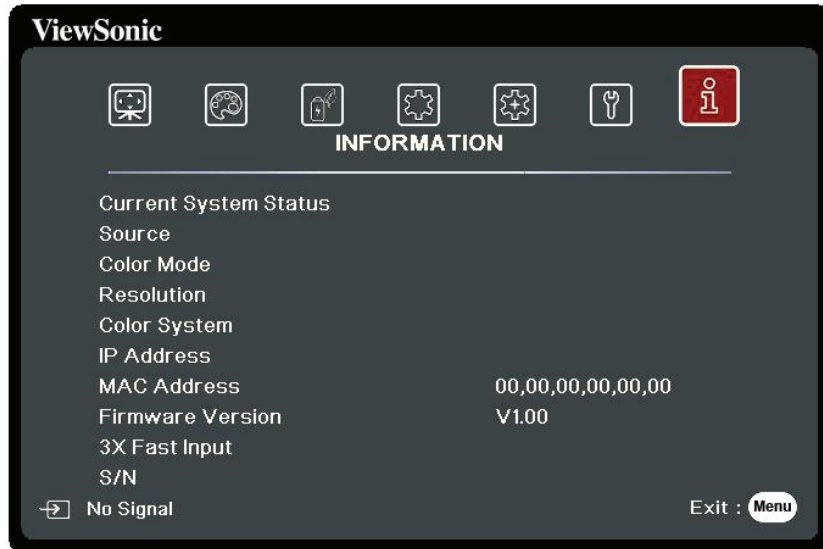 ViewSonic
INFORMATION
Current System Status
Source
Color Mode
Resolution
Color System
IP Address
MAC Address 00,00,00,00,00,00
Firmware Version V1.00
3X Fast Input
S/N
No Signal Exit : Menu